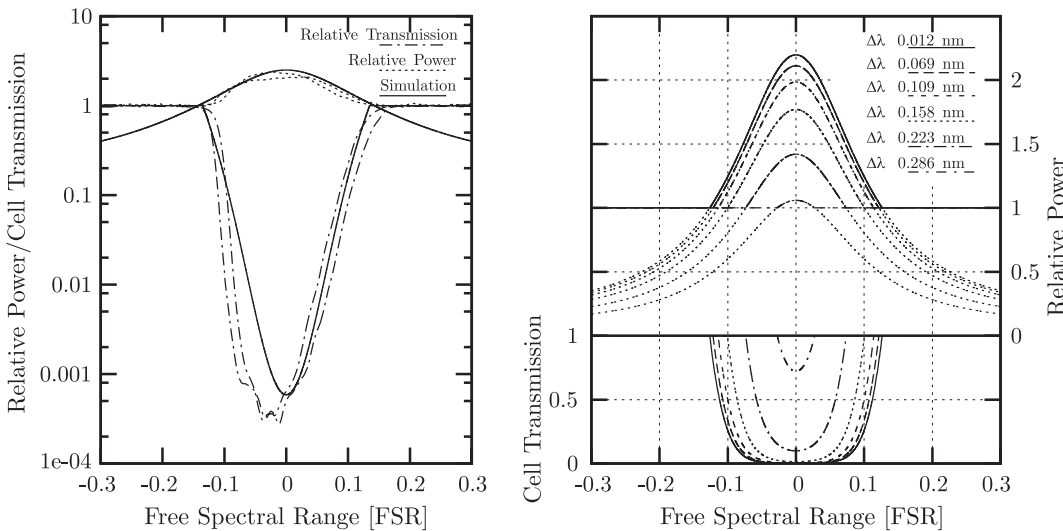 Relative Power/Cell Transmission
10
1
0.1
0.01
0.001
1e-04
Relative Transmission
Relative Power
Simulation
-0.3
-0.2
-0.1
0
0.1
0.2
0.3
Free Spectral Range [FSR]
Δλ 0.012 nm
Δλ 0.069 nm
Δλ 0.109 nm
Δλ 0.158 nm
Δλ 0.223 nm
Δλ 0.286 nm
2
1.5
1
0.5
0
Relative Power
Cell Transmission
1
0.5
0
-0.3
-0.2
-0.1
0
0.1
0.2
0.3
Free Spectral Range [FSR]